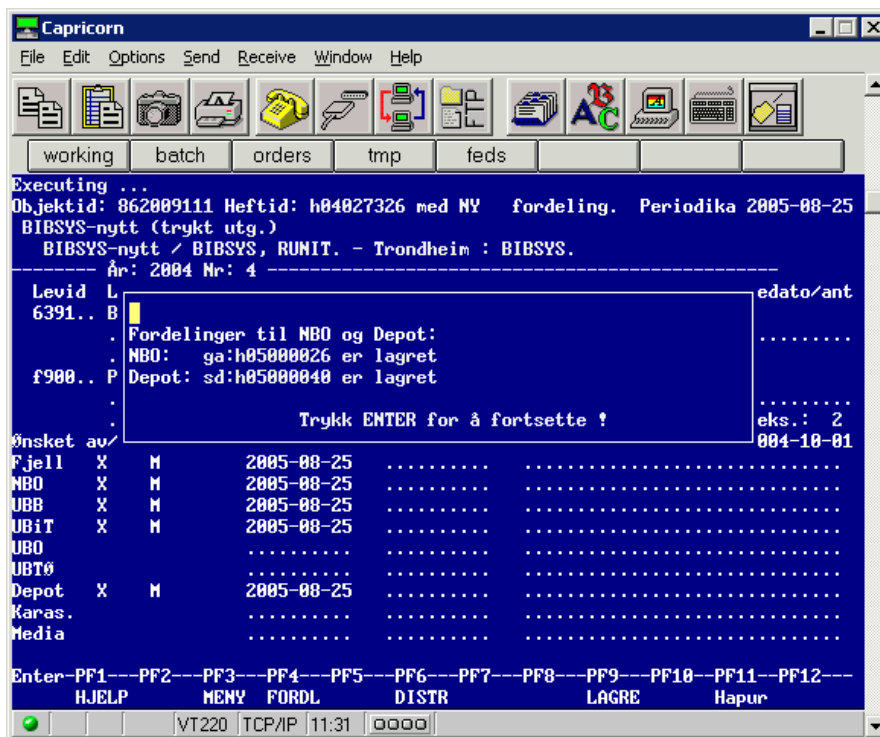 Capricorn
File Edit Options Send Receive Window Help
working batch orders tmp feds
Executing ...
Objektid: 862009111 Heftid: h04027326 med NY fordeling. Periodika 2005-08-25
BIBSYS-nytt (trykt utg.)
BIBSYS-nytt / BIBSYS, RUNIT. - Trondheim : BIBSYS.
-------- År: 2004 Nr: 4 --------------------------------------------
Levid L edato/ant
6391.. B
Fordelinger til NBO og Depot:
. .........
. NBO: ga:h05000026 er lagret
f900.. P Depot: sd:h05000040 er lagret
. .........
Trykk ENTER for å fortsette ! eks.: 2
Ønsket av/ 004-10-01
Fjell X M 2005-08-25 .......... ..............................
NBO X M 2005-08-25 .......... ..............................
UBB X M 2005-08-25 .......... ..............................
UBiT X M 2005-08-25 .......... ..............................
UBO .......... .......... ..............................
UBTØ .......... .......... ..............................
Depot X M 2005-08-25 .......... ..............................
Karas. .......... .......... ..............................
Media .......... .......... ..............................
Enter-PF1---PF2---PF3---PF4---PF5---PF6---PF7---PF8---PF9---PF10--PF11--PF12---
HJELP MENY FORDL DISTR LAGRE Hapur
VT220 TCP/IP 11:31